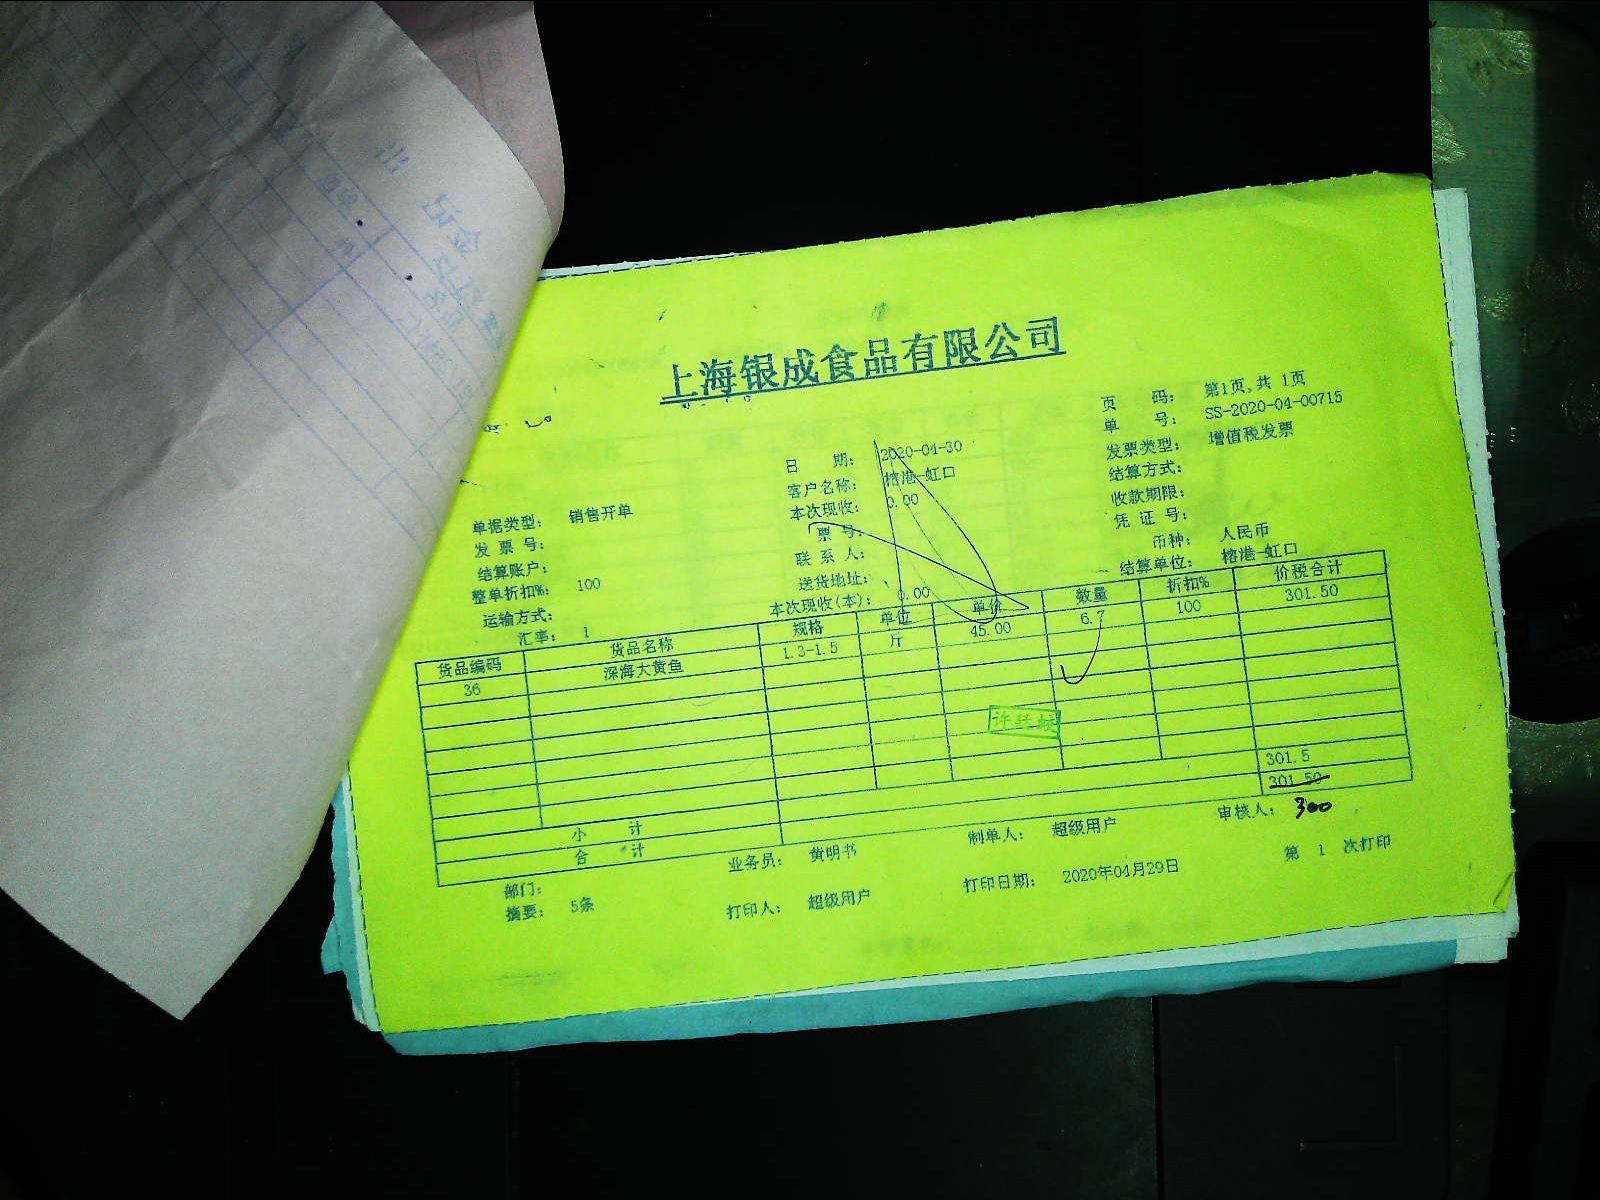 上海银成食品有限公司
页 码： 第1页,共 1页
单 号： SS-2020-04-00715
日 期： 2020-04-30
发票类型： 增值税发票
客户名称： 榕港-虹口
结算方式：
单据类型： 销售开单
本次现收： 0.00
收款期限：
发 票 号：
票 号：
凭 证 号：
结算账户：
联 系 人：
币种： 人民币
整单折扣%： 100
送货地址：
结算单位： 榕港-虹口
运输方式：
本次现收(本)： 0.00
汇率： 1
货品编码 货品名称 规格 单位 单价 数量 折扣% 价税合计
36 深海大黄鱼 1.3-1.5 斤 45.00 6.7 100 301.50
小 计 301.5
合 计 301.50
300
部门： 业务员： 黄明书 制单人： 超级用户 审核人：
摘要： 5条 打印人： 超级用户 打印日期： 2020年04月29日 第 1 次打印